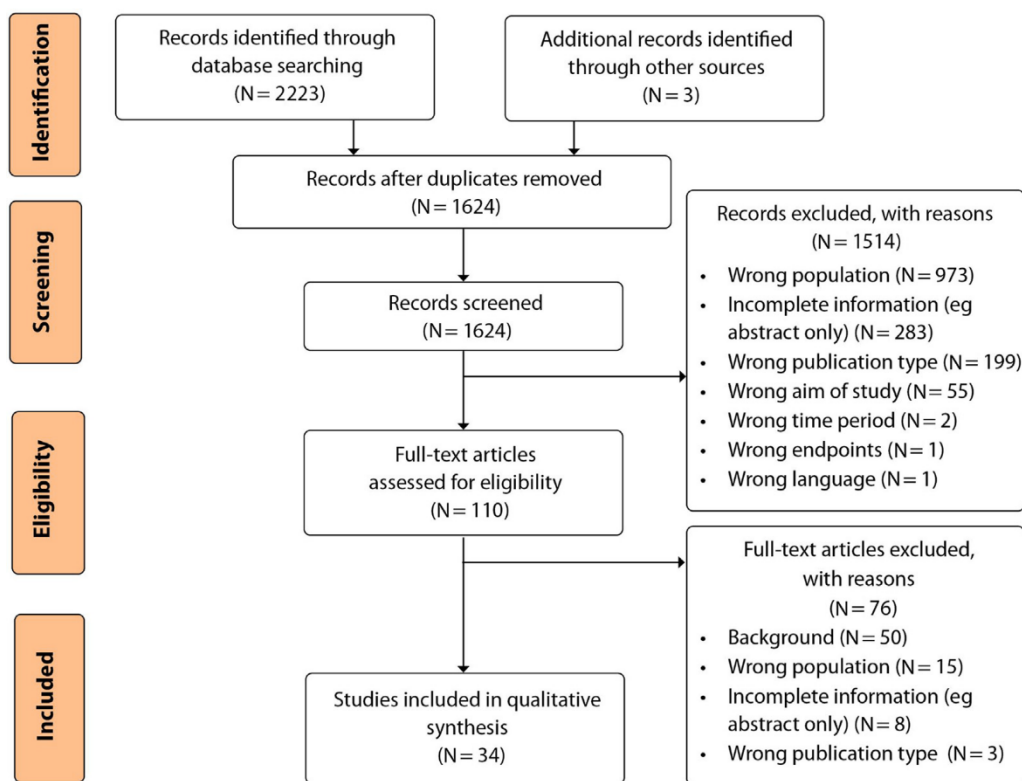 Identification
Records identified through
database searching
(N = 2223)
Additional records identified
through other sources
(N = 3)
Records after duplicates removed
(N = 1624)
Screening
Records screened
(N = 1624)
Records excluded, with reasons
(N = 1514)
• Wrong population (N = 973)
• Incomplete information (eg
abstract only) (N = 283)
• Wrong publication type (N = 199)
• Wrong aim of study (N = 55)
• Wrong time period (N = 2)
• Wrong endpoints (N = 1)
• Wrong language (N = 1)
Eligibility
Full-text articles
assessed for eligibility
(N = 110)
Full-text articles excluded,
with reasons
(N = 76)
• Background (N = 50)
• Wrong population (N = 15)
• Incomplete information (eg
abstract only) (N = 8)
• Wrong publication type (N = 3)
Included
Studies included in qualitative
synthesis
(N = 34)